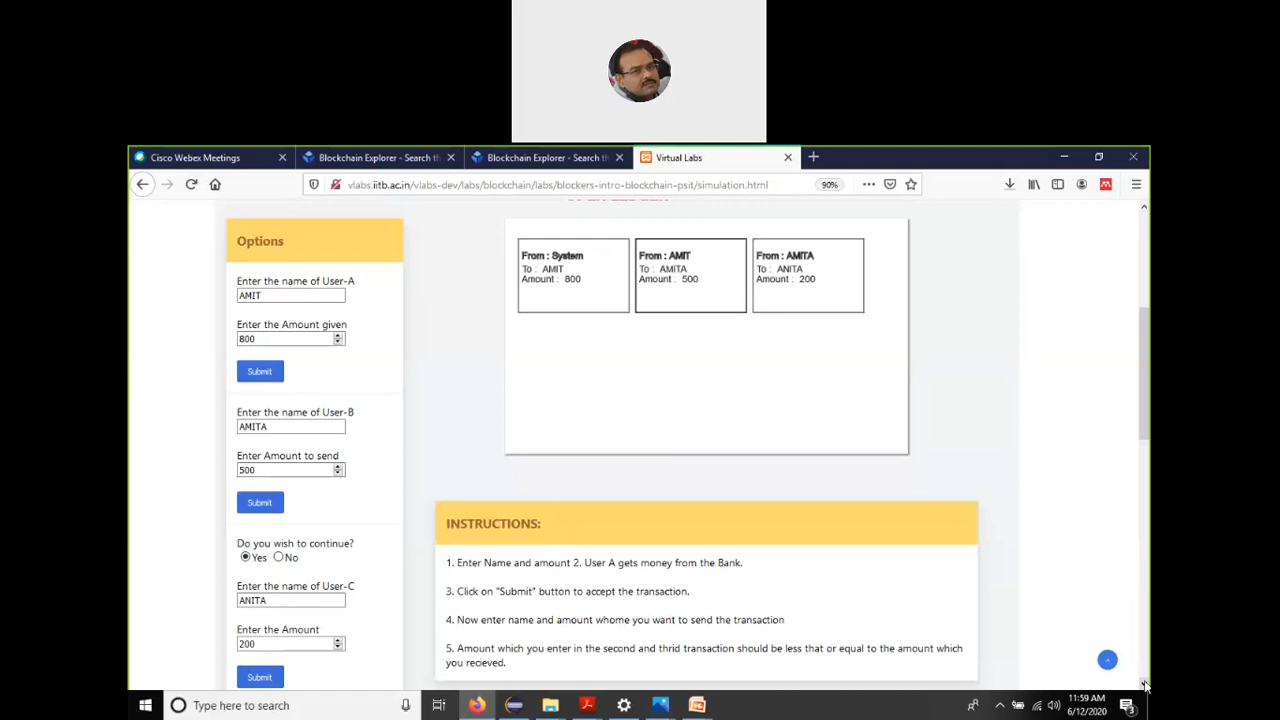 Cisco Webex Meetings
Blockchain Explorer - Search th
Blockchain Explorer - Search th
Virtual Labs
vlabs.iitb.ac.in/vlabs-dev/labs/blockchain/labs/blockers-intro-blockchain-psit/simulation.html
90%
Options
Enter the name of User-A
AMIT
Enter the Amount given
800
Submit
Enter the name of User-B
AMITA
Enter Amount to send
500
Submit
Do you wish to continue?
Yes No
Enter the name of User-C
ANITA
Enter the Amount
200
Submit
From : System
To : AMIT
Amount : 800
From : AMIT
To : AMITA
Amount : 500
From : AMITA
To : ANITA
Amount : 200
INSTRUCTIONS:
1. Enter Name and amount 2. User A gets money from the Bank.
3. Click on "Submit" button to accept the transaction.
4. Now enter name and amount whome you want to send the transaction
5. Amount which you enter in the second and thrid transaction should be less that or equal to the amount which
you recieved.
Type here to search
11:59 AM
6/12/2020
3